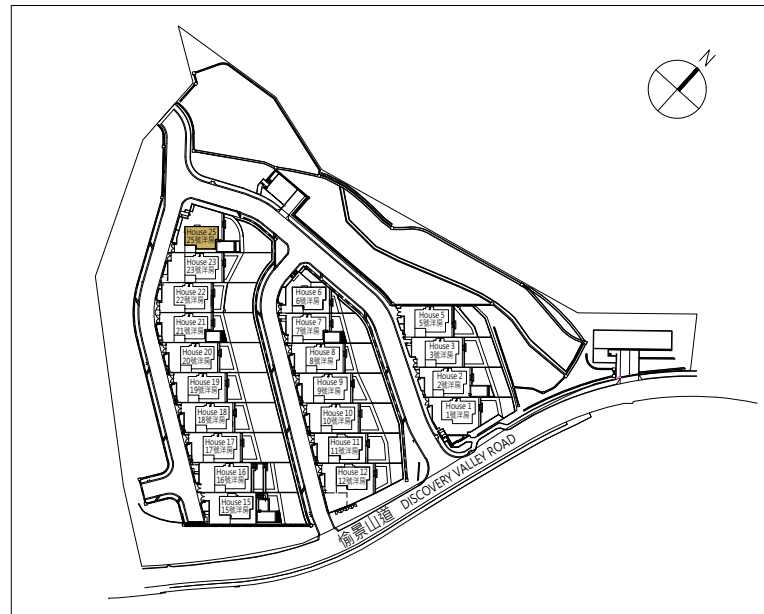 N
House 25
25號洋房
House 23
23號洋房
House 22
22號洋房
House 21
21號洋房
House 20
20號洋房
House 19
19號洋房
House 18
18號洋房
House 17
17號洋房
House 16
16號洋房
House 15
15號洋房
House 6
6號洋房
House 7
7號洋房
House 8
8號洋房
House 9
9號洋房
House 10
10號洋房
House 11
11號洋房
House 12
12號洋房
House 5
5號洋房
House 3
3號洋房
House 2
2號洋房
House 1
1號洋房
愉景山道 DISCOVERY VALLEY ROAD